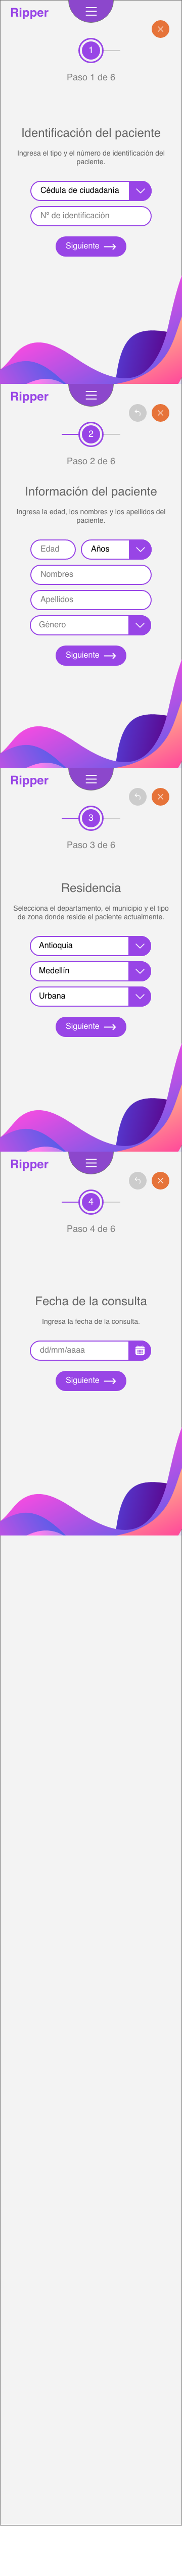 Ripper
1
Paso 1 de 6
Identificación del paciente
Ingresa el tipo y el número de identificación del
paciente.
Cédula de ciudadanía
N° de identificación
Siguiente
Ripper
2
Paso 2 de 6
Información del paciente
Ingresa la edad, los nombres y los apellidos del
paciente.
Edad Años
Nombres
Apellidos
Género
Siguiente
Ripper
3
Paso 3 de 6
Residencia
Selecciona el departamento, el municipio y el tipo
de zona donde reside el paciente actualmente.
Antioquia
Medellín
Urbana
Siguiente
Ripper
4
Paso 4 de 6
Fecha de la consulta
Ingresa la fecha de la consulta.
dd/mm/aaaa
Siguiente